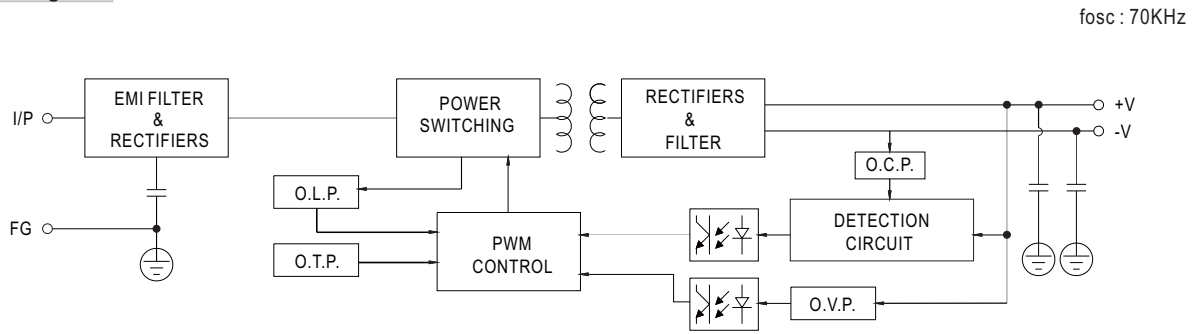 fosc : 70KHz
I/P
EMI FILTER
&
RECTIFIERS
POWER
SWITCHING
RECTIFIERS
&
FILTER
+V
-V
O.C.P.
O.L.P.
FG
PWM
CONTROL
DETECTION
CIRCUIT
O.T.P.
O.V.P.